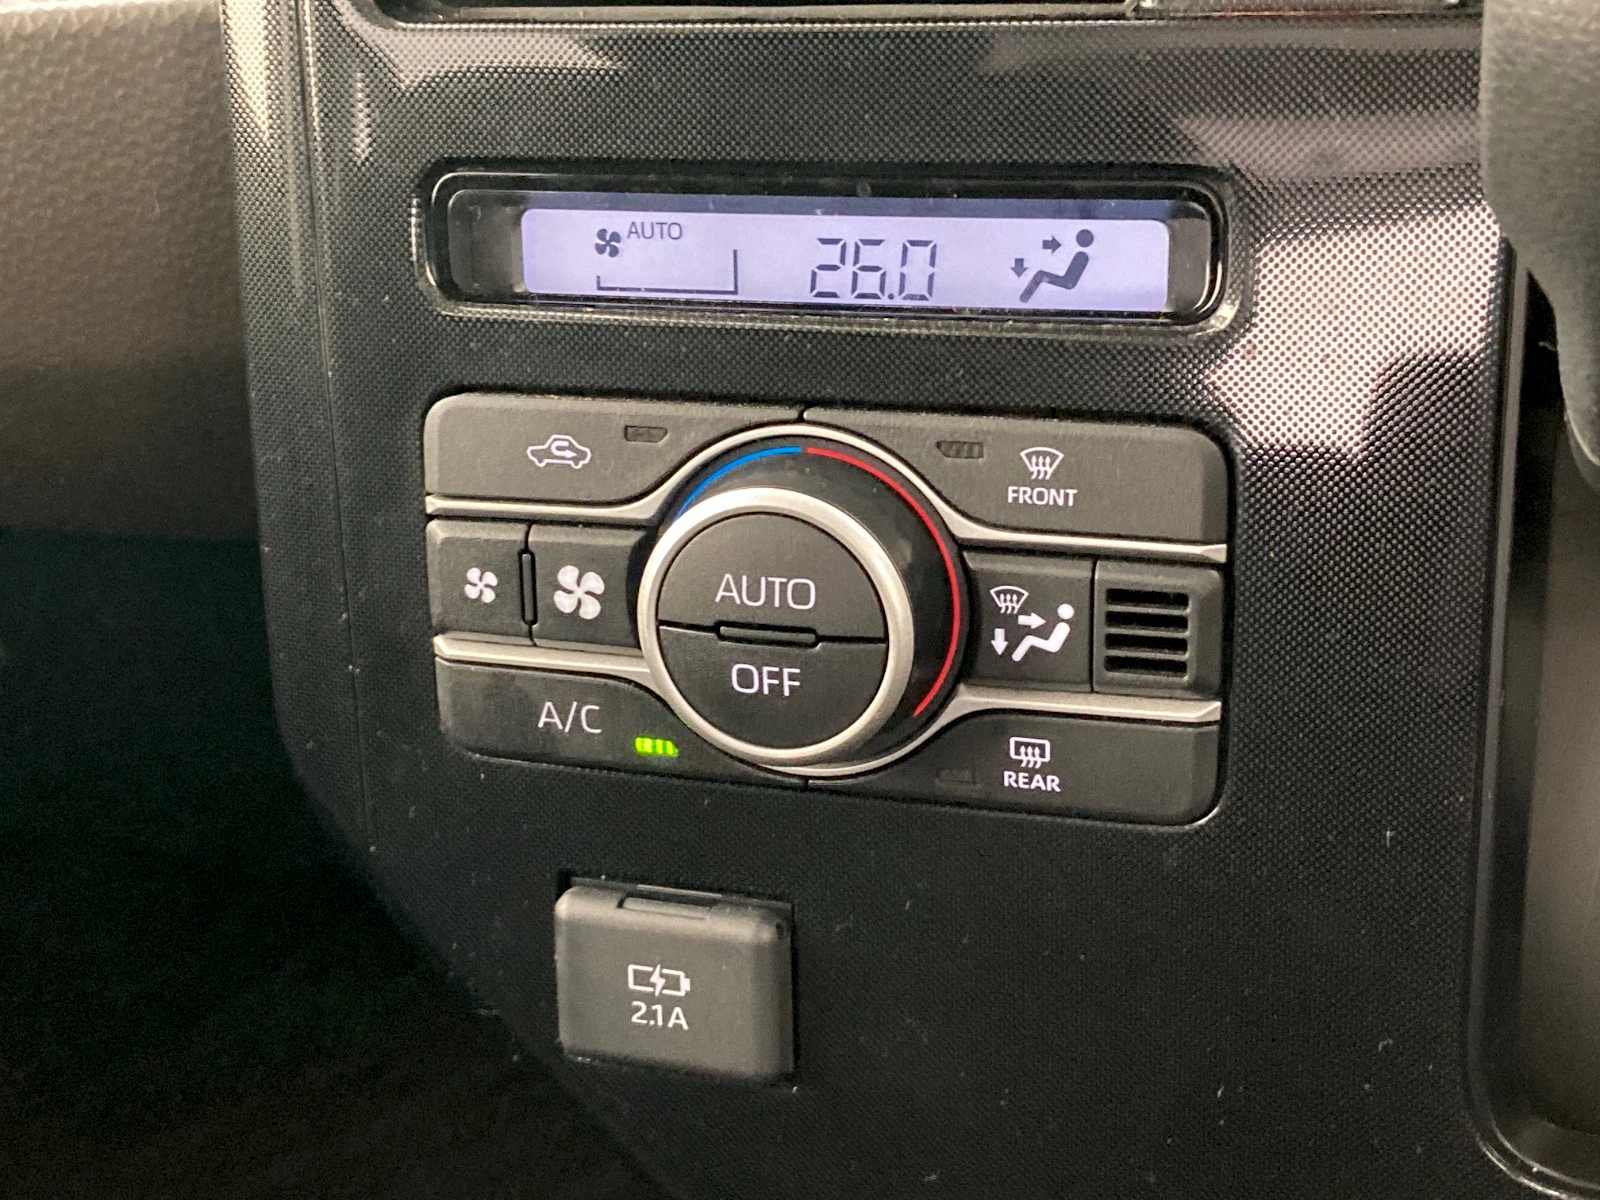 AUTO
26.0
FRONT
AUTO
OFF
A/C
REAR
2.1A